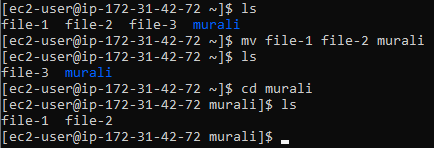 [ec2-user@ip-172-31-42-72 ~]$ ls
file-1  file-2  file-3  murali
[ec2-user@ip-172-31-42-72 ~]$ mv file-1 file-2 murali
[ec2-user@ip-172-31-42-72 ~]$ ls
file-3  murali
[ec2-user@ip-172-31-42-72 ~]$ cd murali
[ec2-user@ip-172-31-42-72 murali]$ ls
file-1  file-2
[ec2-user@ip-172-31-42-72 murali]$